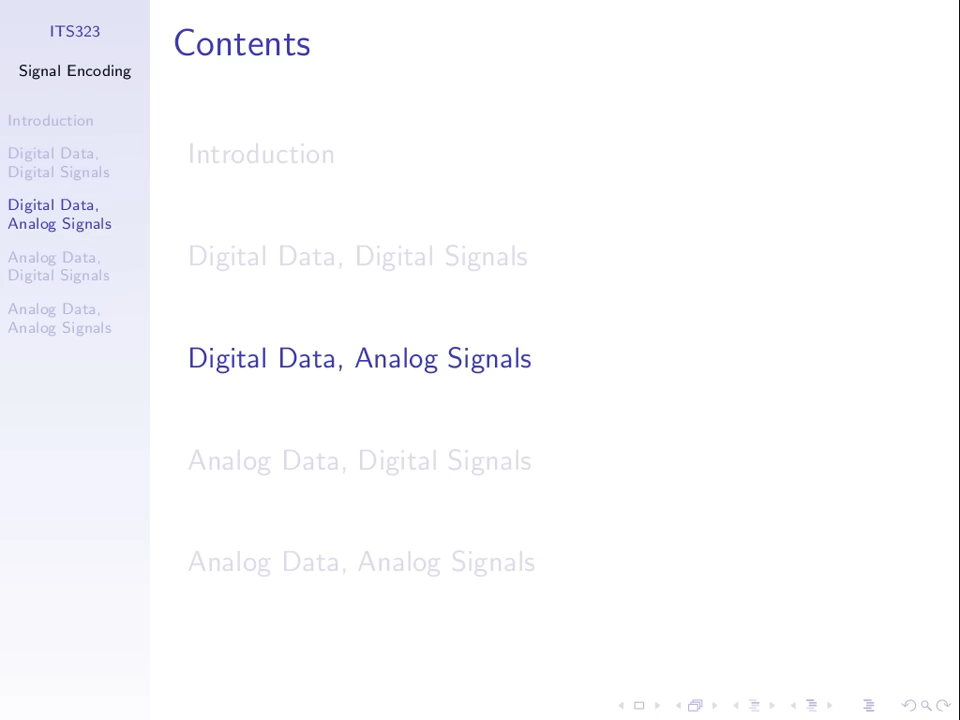 ITS323
Signal Encoding
Introduction
Digital Data,
Digital Signals
Digital Data,
Analog Signals
Analog Data,
Digital Signals
Analog Data,
Analog Signals
Contents
Introduction
Digital Data, Digital Signals
Digital Data, Analog Signals
Analog Data, Digital Signals
Analog Data, Analog Signals